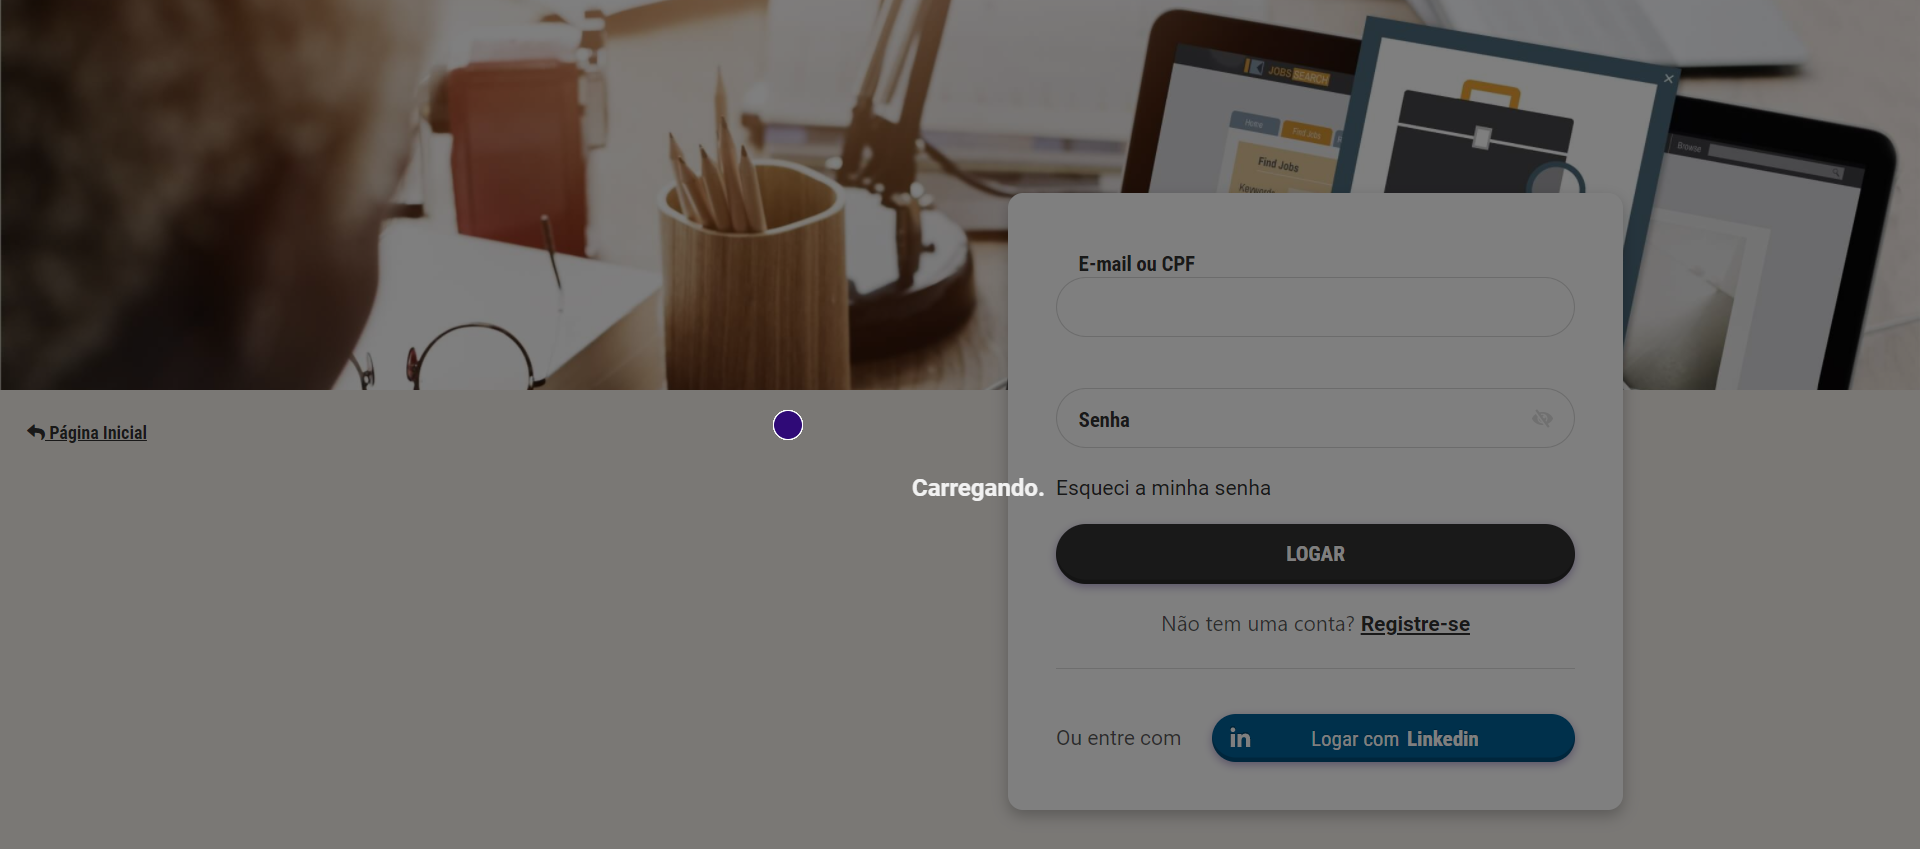 JOBS SEARCH
Home
Find Jobs
Find Jobs
Keywords
Browse
E-mail ou CPF
Página Inicial
Senha
Carregando.
Esqueci a minha senha
LOGAR
Não tem uma conta? Registre-se
Ou entre com
in Logar com Linkedin